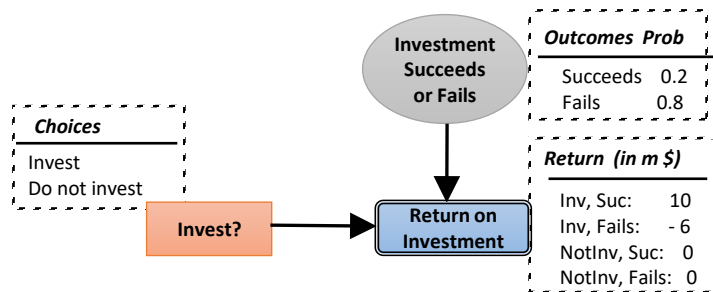 Investment
Succeeds
or Fails
Outcomes Prob
Succeeds 0.2
Fails 0.8
Choices
Invest
Do not invest
Return (in m $)
Inv, Suc: 10
Inv, Fails: - 6
NotInv, Suc: 0
NotInv, Fails: 0
Invest?
Return on
Investment